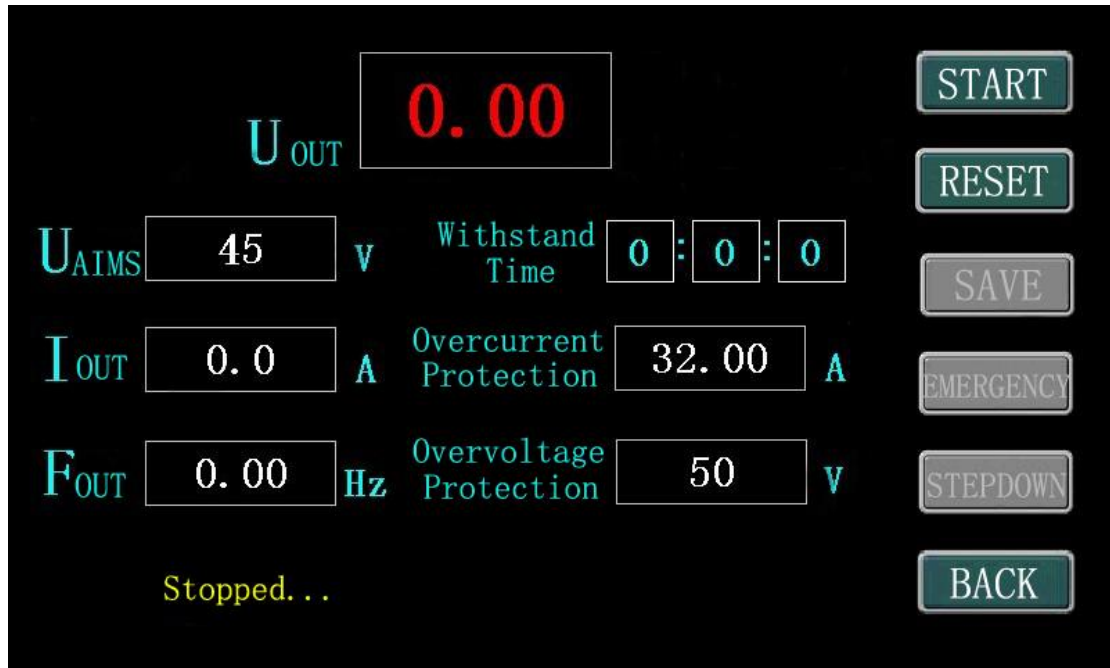 0.00
U OUT
START
RESET
UAIMS 45 V
Withstand
Time
0:0:0
SAVE
IOUT 0.0 A
Overcurrent
Protection
32.00 A
EMERGENCY
FOUT 0.00 Hz
Overvoltage
Protection
50 V
STEPDOWN
Stopped...
BACK